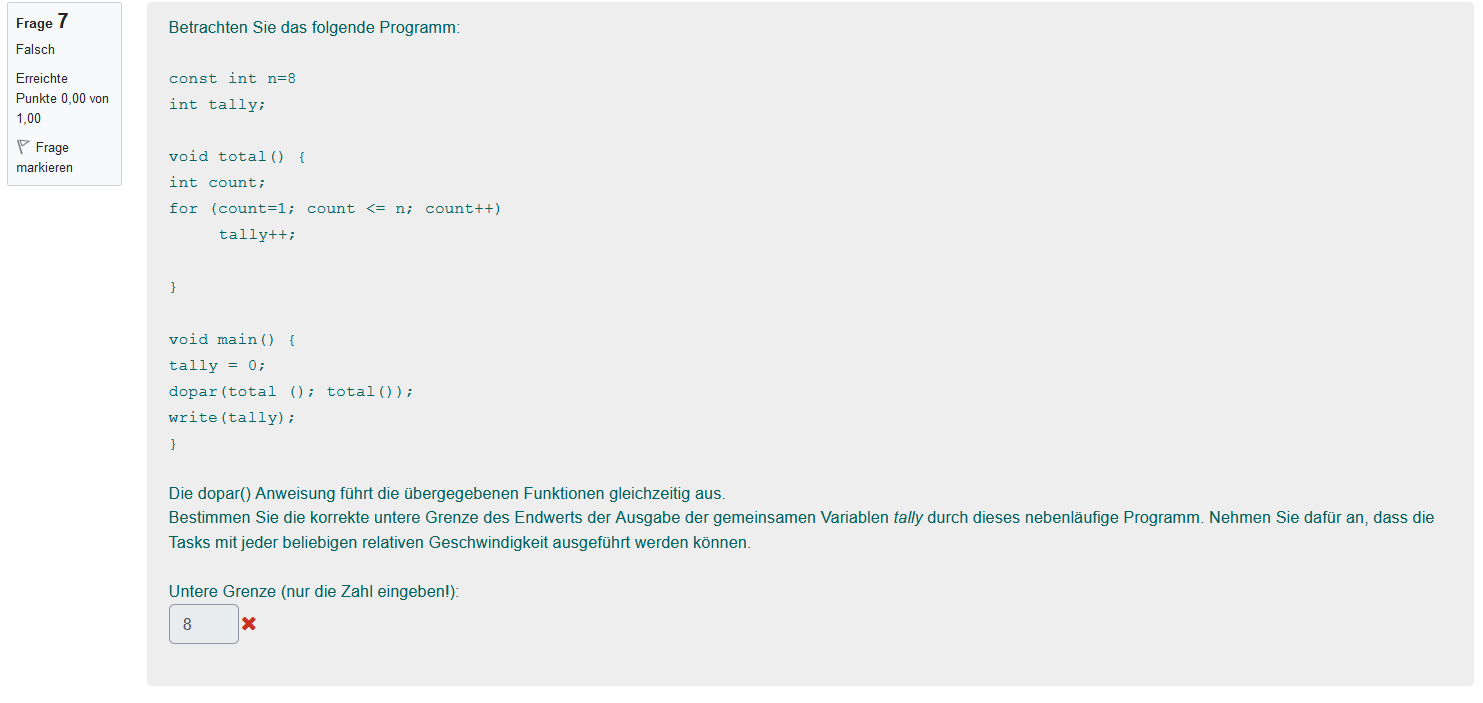 Frage 7
Falsch
Erreichte
Punkte 0,00 von
1,00
Frage
markieren
Betrachten Sie das folgende Programm:
const int n=8
int tally;
void total() {
int count;
for (count=1; count <= n; count++)
tally++;
}
void main() {
tally = 0;
dopar(total (); total());
write(tally);
}
Die dopar() Anweisung führt die übergegebenen Funktionen gleichzeitig aus.
Bestimmen Sie die korrekte untere Grenze des Endwerts der Ausgabe der gemeinsamen Variablen tally durch dieses nebenläufige Programm. Nehmen Sie dafür an, dass die
Tasks mit jeder beliebigen relativen Geschwindigkeit ausgeführt werden können.
Untere Grenze (nur die Zahl eingeben!):
8